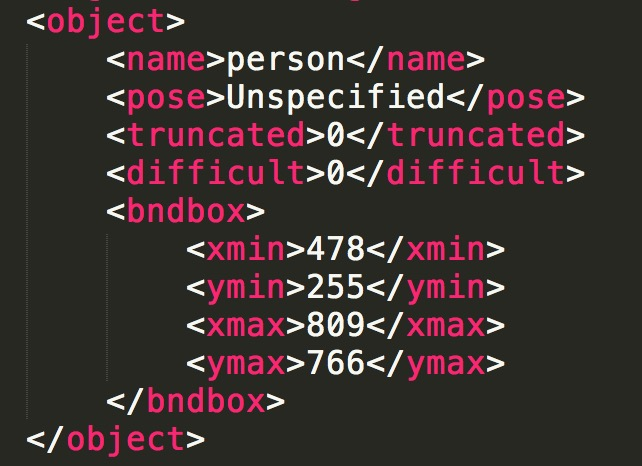 <object>
<name>person</name>
<pose>Unspecified</pose>
<truncated>0</truncated>
<difficult>0</difficult>
<bndbox>
<xmin>478</xmin>
<ymin>255</ymin>
<xmax>809</xmax>
<ymax>766</ymax>
</bndbox>
</object>